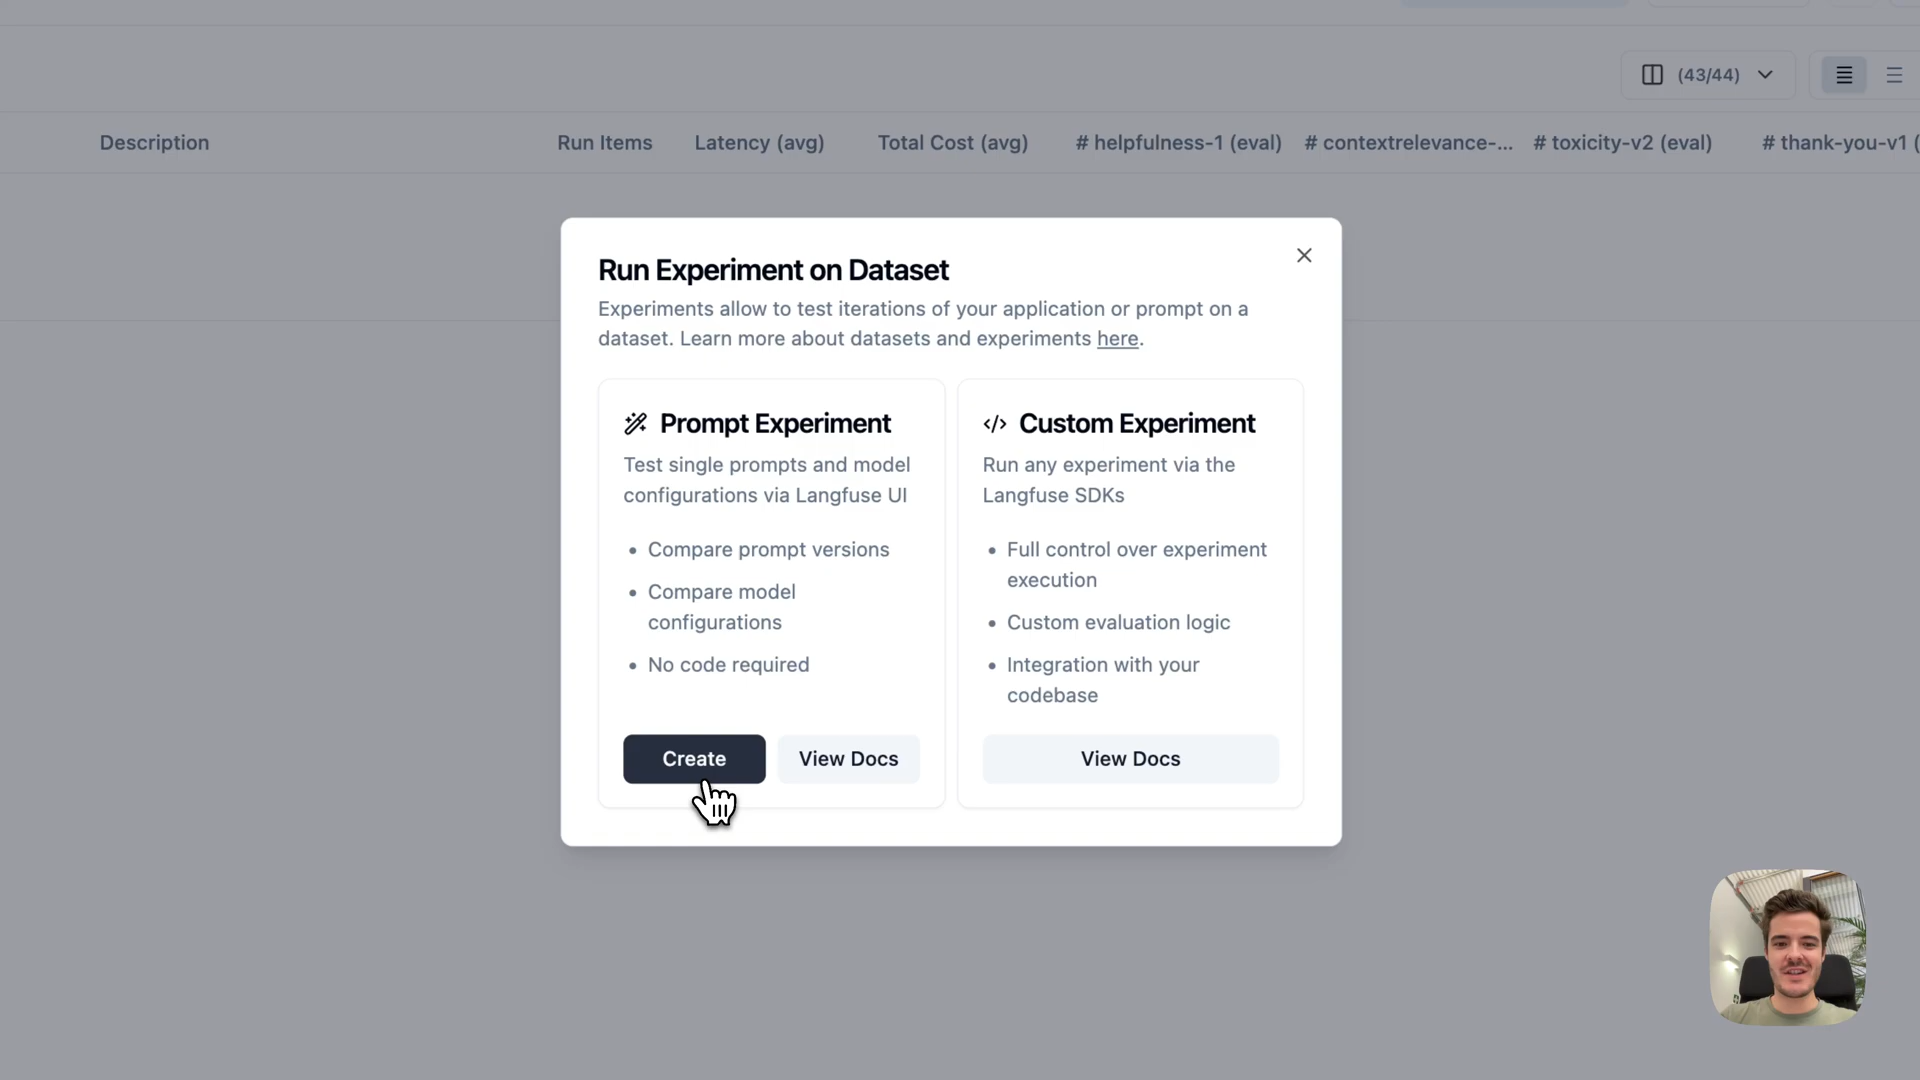 (43/44)
Description Run Items Latency (avg) Total Cost (avg) # helpfulness-1 (eval) # contextrelevance-... # toxicity-v2 (eval) # thank-you-v1 (
Run Experiment on Dataset
Experiments allow to test iterations of your application or prompt on a
dataset. Learn more about datasets and experiments here.
Prompt Experiment
Test single prompts and model
configurations via Langfuse UI
• Compare prompt versions
• Compare model
configurations
• No code required
Create View Docs
</> Custom Experiment
Run any experiment via the
Langfuse SDKs
• Full control over experiment
execution
• Custom evaluation logic
• Integration with your
codebase
View Docs